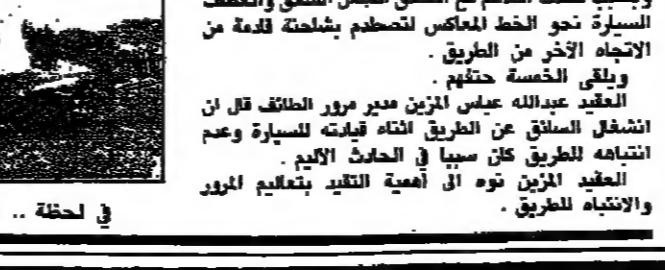 السيارة نحو الخط المعاكس لتصطدم بشاحنة قادمة من
الاتجاه الآخر من الطريق .
ويلقى الخمسة حتفهم .
العقيد عبدالله عباس المزين مدير مرور الطائف قال ان
انشغال السائق عن الطريق اثناء قيادته للسيارة وعدم
انتباهه للطريق كان سببا في الحادث الأليم .
العقيد المزين نوه الى أهمية التقيد بتعاليم المرور
والانتباه للطريق .
في لحظة ..